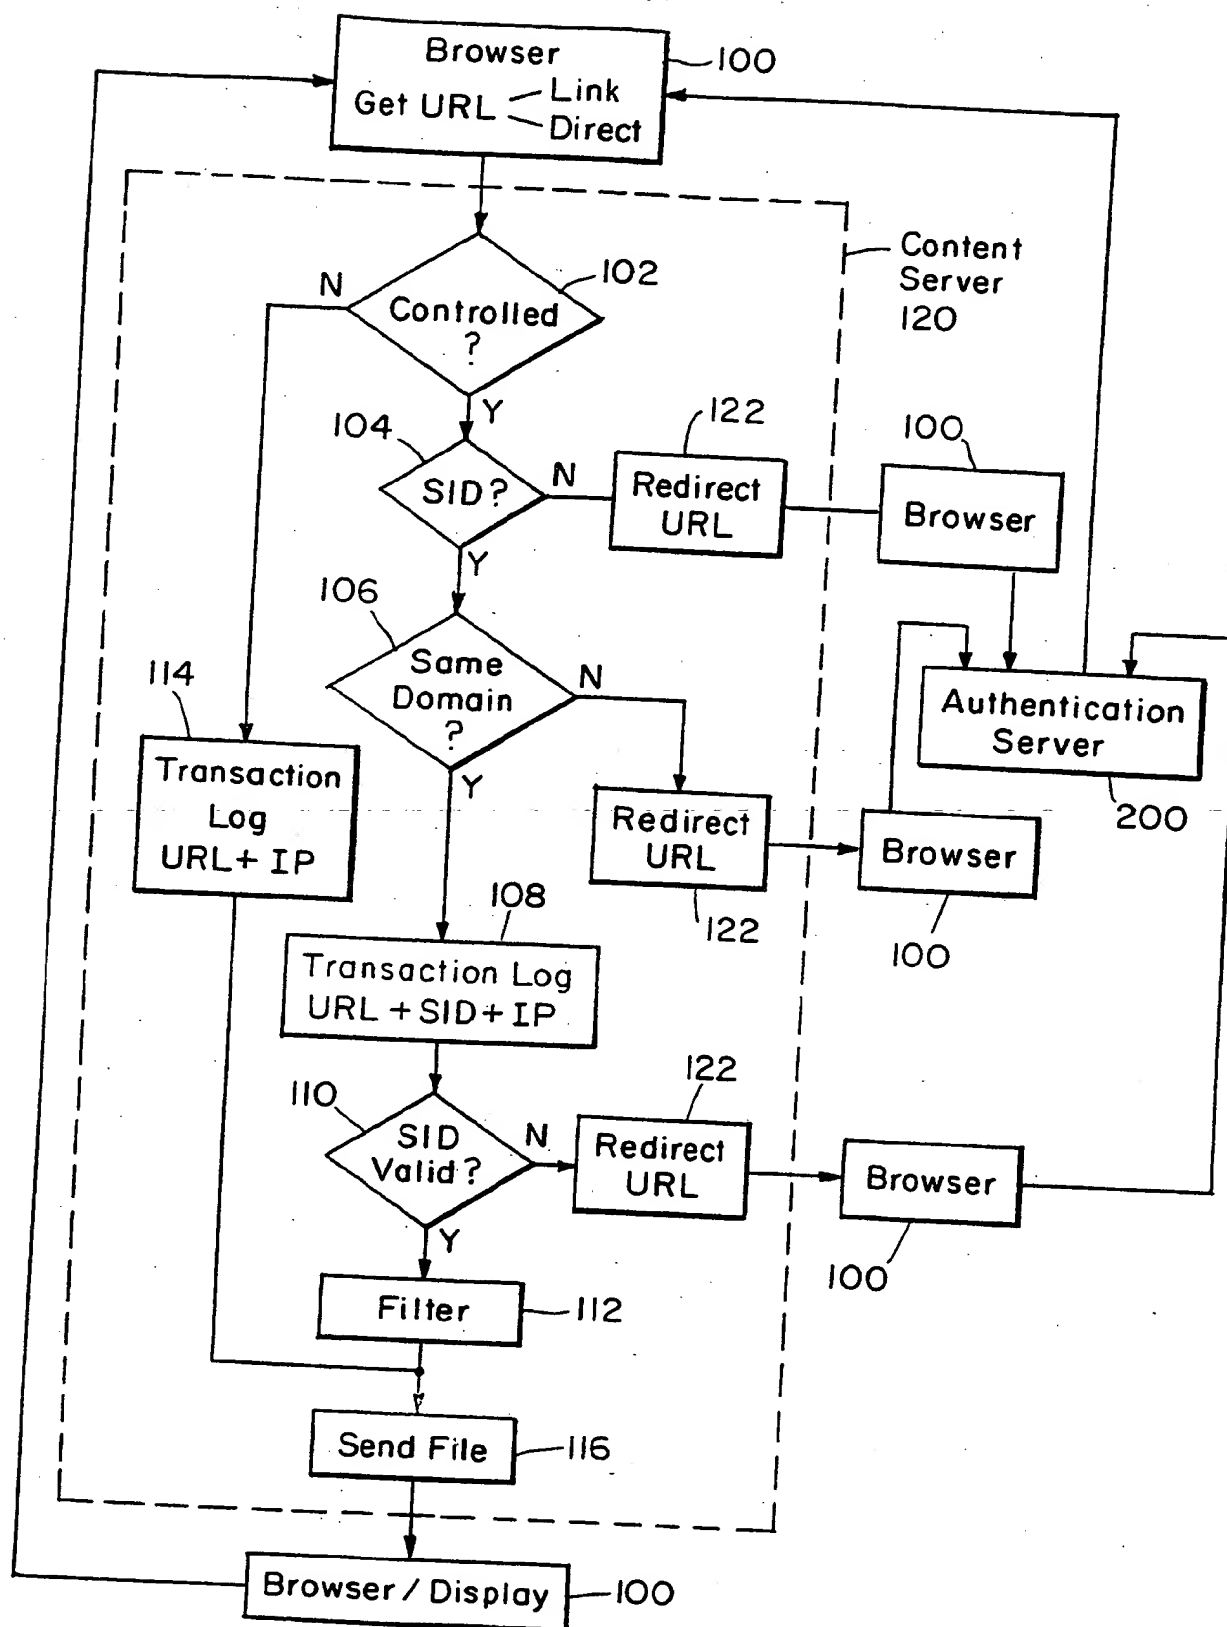 Browser
Get URL
Link
Direct
100
Content
Server
120
102
N
Controlled
?
Y
104
SID?
N
122
Redirect
URL
100
Browser
Y
106
Same
Domain
?
N
Y
114
Transaction
Log
URL+ IP
Authentication
Server
200
Redirect
URL
122
Browser
100
108
Transaction Log
URL + SID + IP
110
SID
Valid?
N
122
Redirect
URL
Browser
100
Y
Filter
112
Send File
116
Browser / Display
100